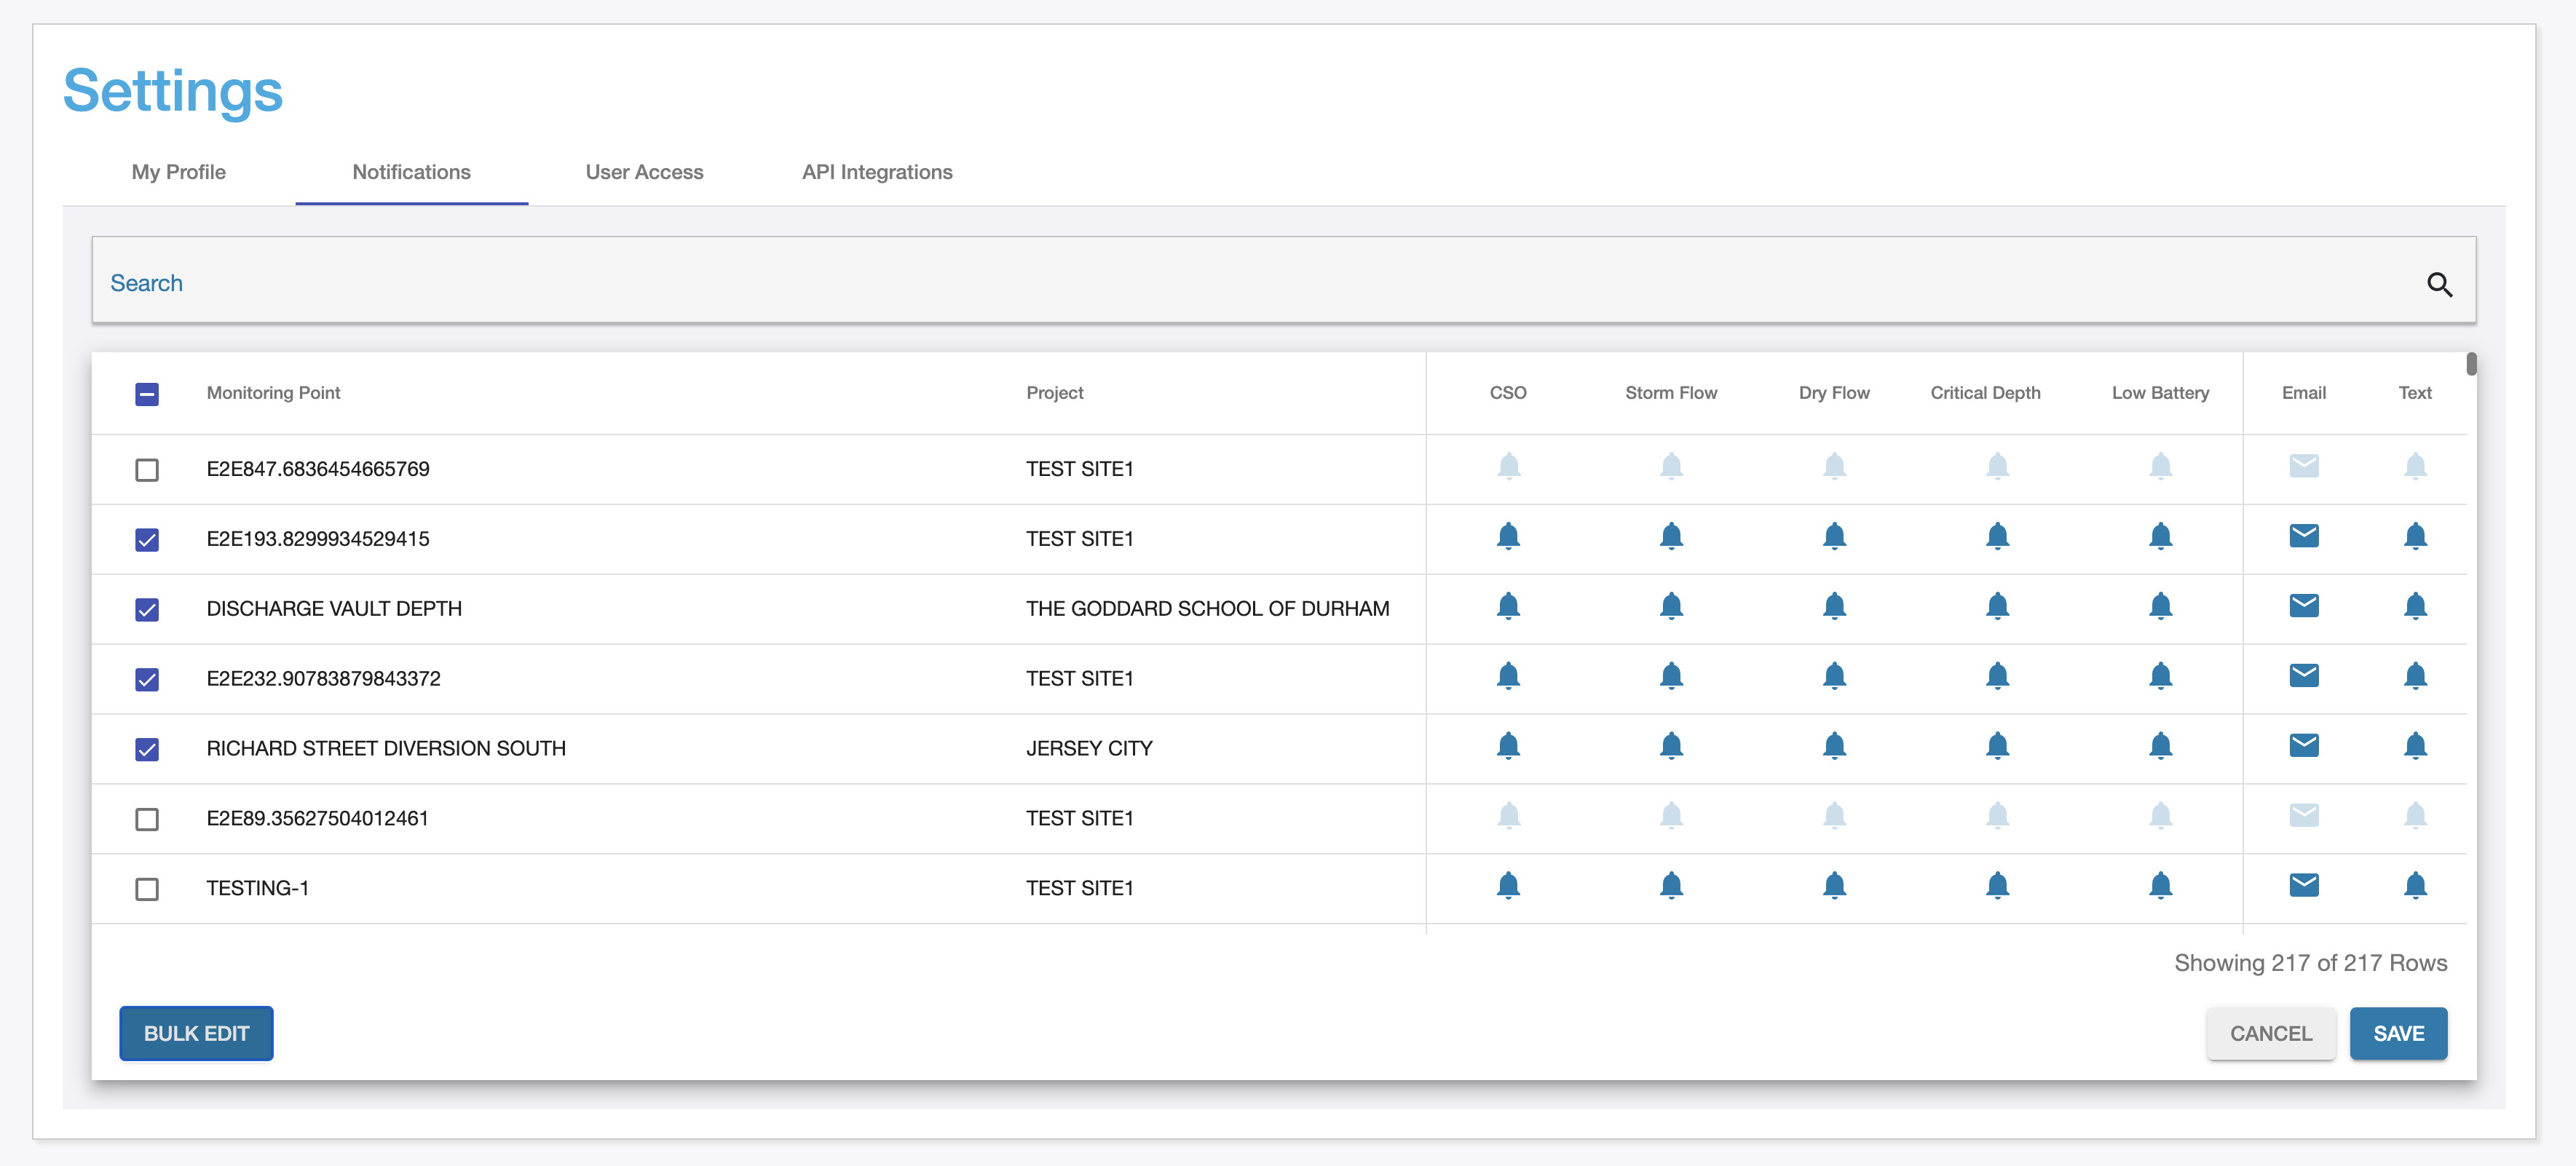 Settings
My Profile Notifications User Access API Integrations
Search
Monitoring Point Project CSO Storm Flow Dry Flow Critical Depth Low Battery Email Text
E2E847.6836454665769 TEST SITE1
E2E193.8299934529415 TEST SITE1
DISCHARGE VAULT DEPTH THE GODDARD SCHOOL OF DURHAM
E2E232.90783879843372 TEST SITE1
RICHARD STREET DIVERSION SOUTH JERSEY CITY
E2E89.35627504012461 TEST SITE1
TESTING-1 TEST SITE1
Showing 217 of 217 Rows
BULK EDIT CANCEL SAVE